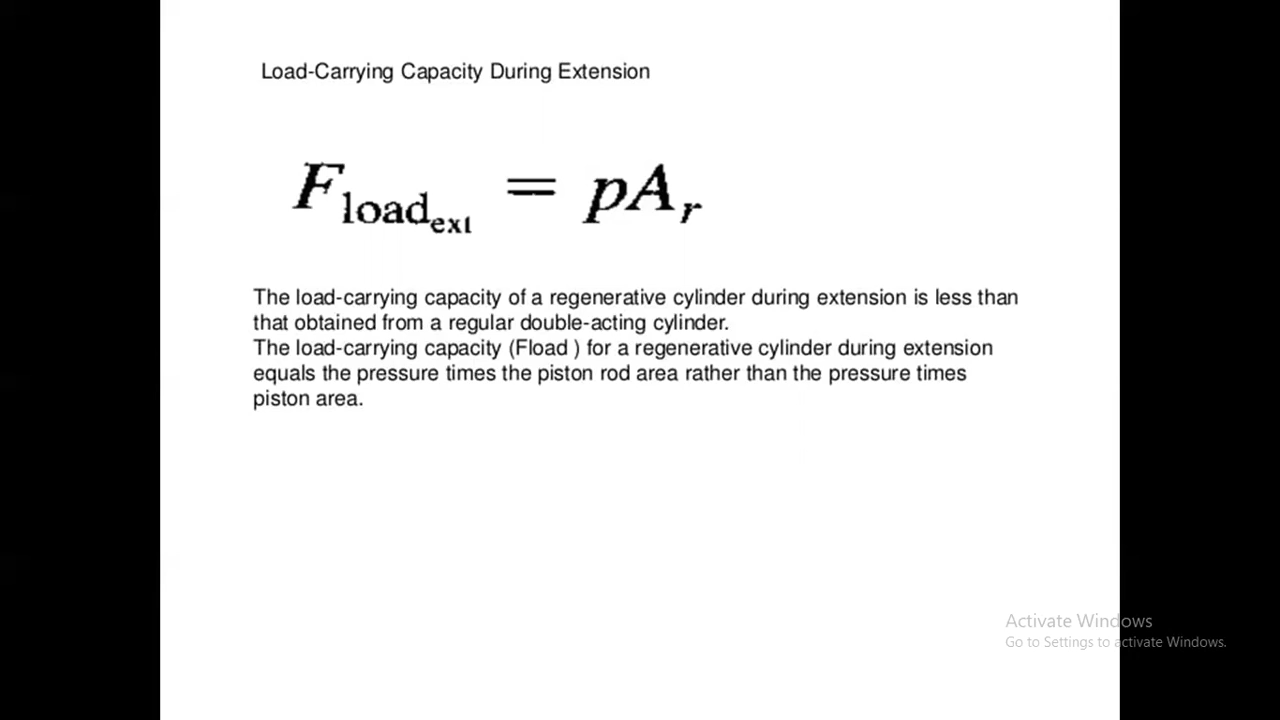 Load-Carrying Capacity During Extension
F load ext = pA r
The load-carrying capacity of a regenerative cylinder during extension is less than
that obtained from a regular double-acting cylinder.
The load-carrying capacity (Fload ) for a regenerative cylinder during extension
equals the pressure times the piston rod area rather than the pressure times
piston area.
Activate Windows
Go to Settings to activate Windows.